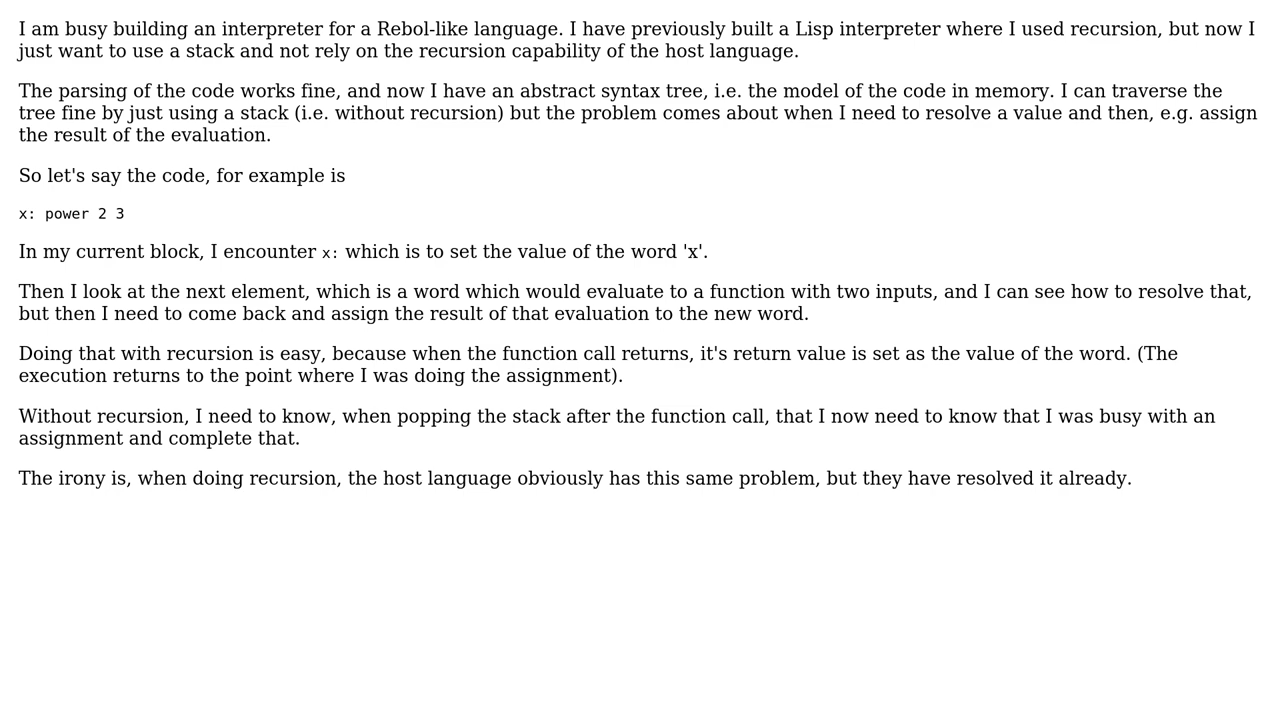 I am busy building an interpreter for a Rebol-like language. I have previously built a Lisp interpreter where I used recursion, but now I
just want to use a stack and not rely on the recursion capability of the host language.
The parsing of the code works fine, and now I have an abstract syntax tree, i.e. the model of the code in memory. I can traverse the
tree fine by just using a stack (i.e. without recursion) but the problem comes about when I need to resolve a value and then, e.g. assign
the result of the evaluation.
So let's say the code, for example is
x: power 2 3
In my current block, I encounter x: which is to set the value of the word 'x'.
Then I look at the next element, which is a word which would evaluate to a function with two inputs, and I can see how to resolve that,
but then I need to come back and assign the result of that evaluation to the new word.
Doing that with recursion is easy, because when the function call returns, it's return value is set as the value of the word. (The
execution returns to the point where I was doing the assignment).
Without recursion, I need to know, when popping the stack after the function call, that I now need to know that I was busy with an
assignment and complete that.
The irony is, when doing recursion, the host language obviously has this same problem, but they have resolved it already.